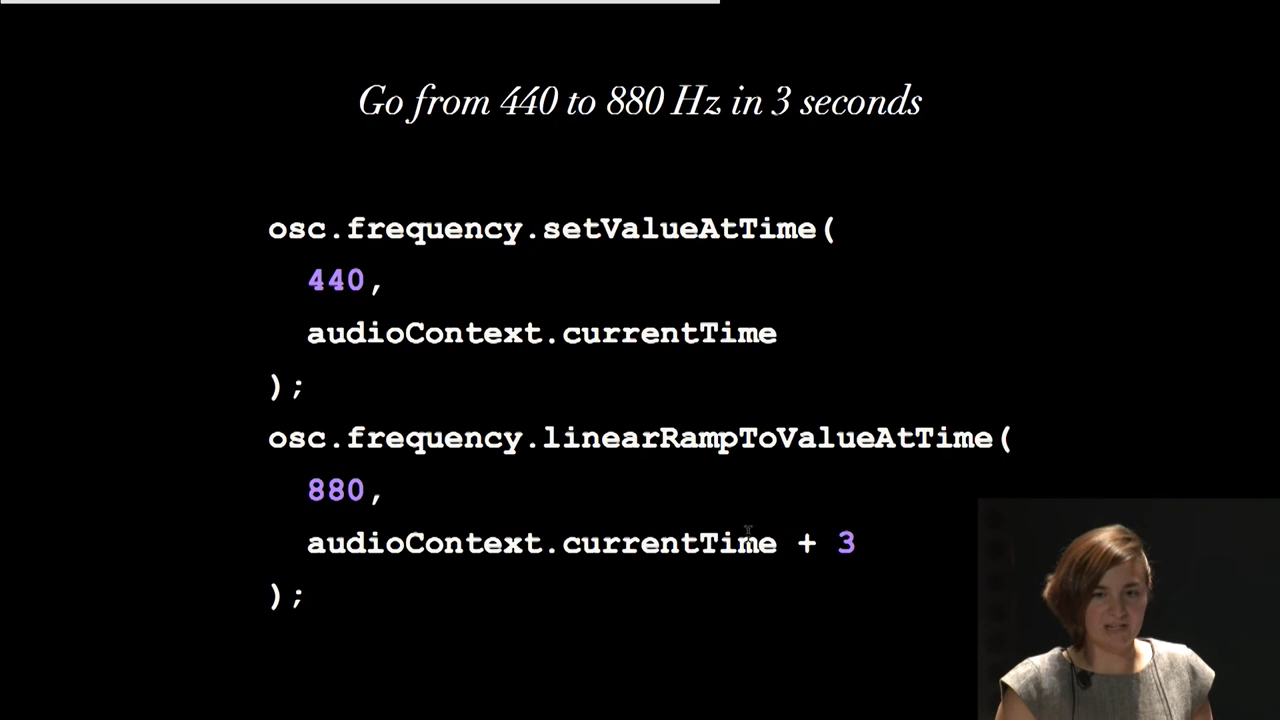 Go from 440 to 880 Hz in 3 seconds
osc.frequency.setValueAtTime(
440,
audioContext.currentTime
);
osc.frequency.linearRampToValueAtTime(
880,
audioContext.currentTime + 3
);